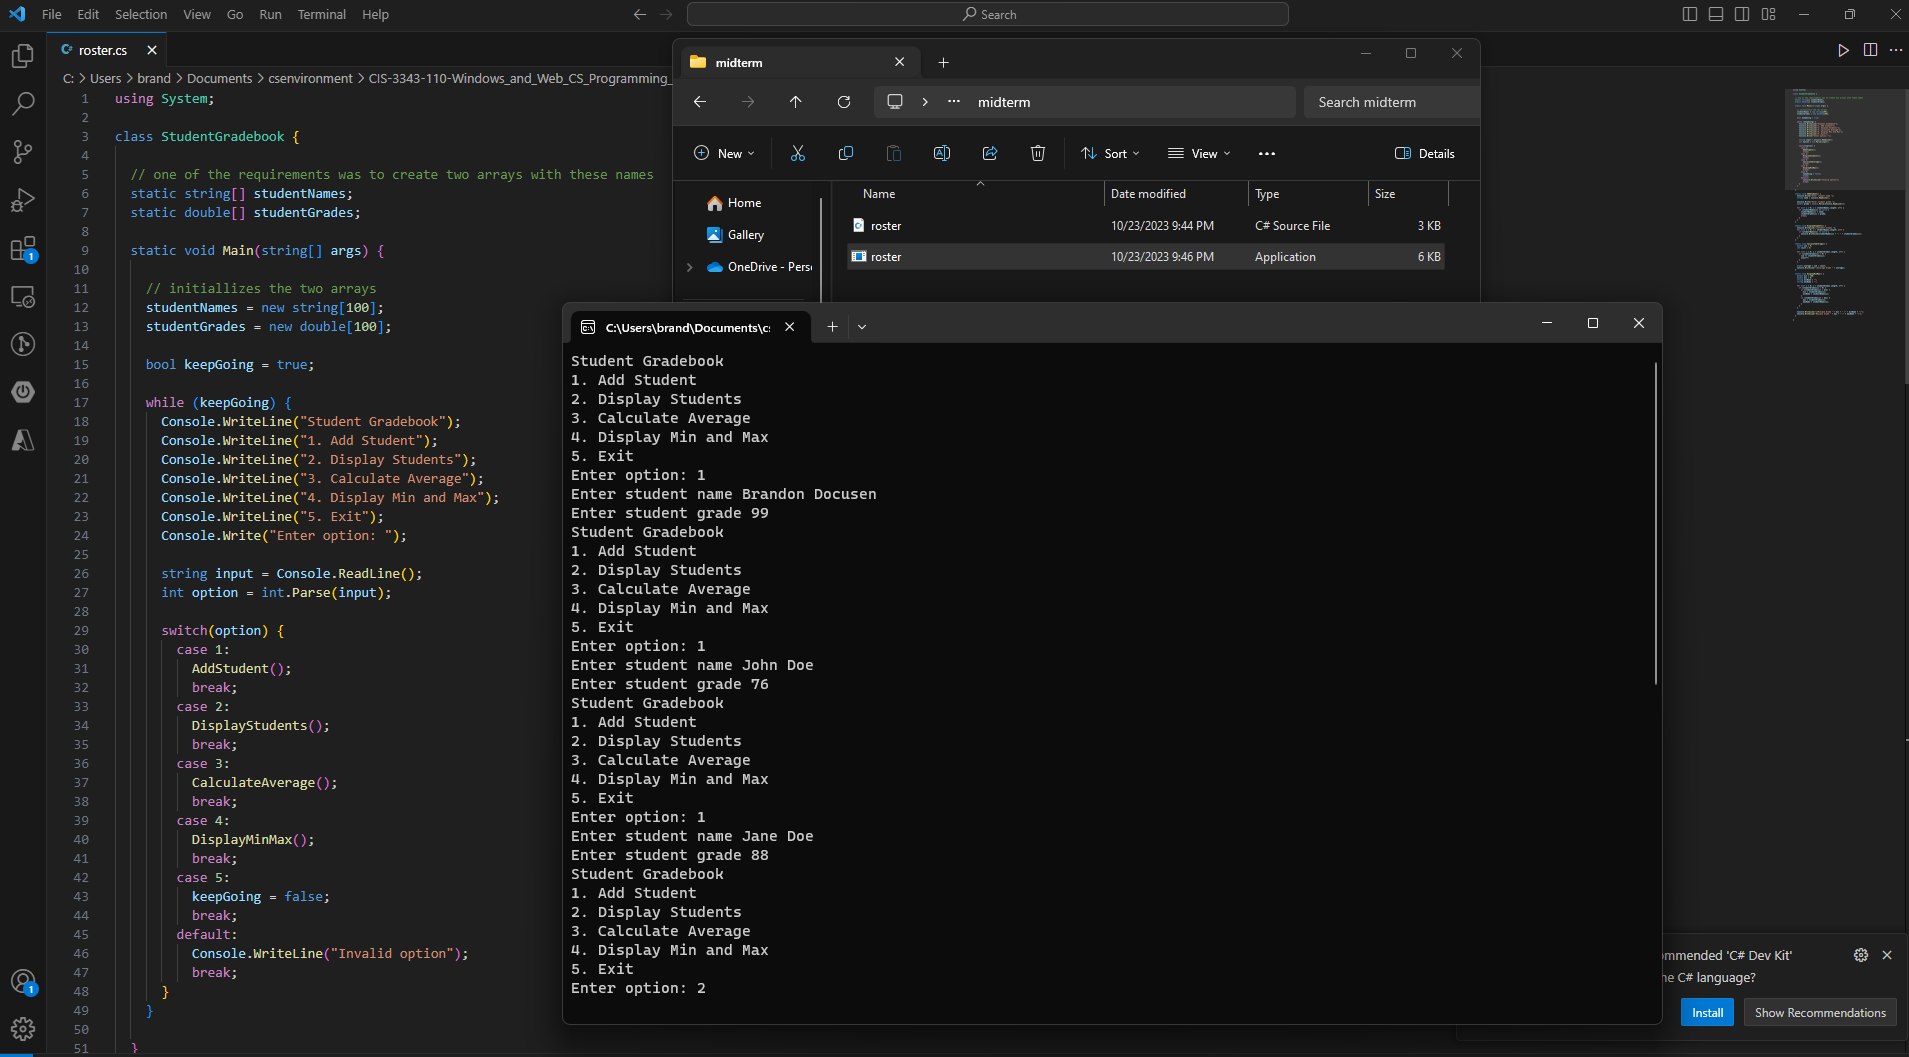 File Edit Selection View Go Run Terminal Help
Search
roster.cs
C: > Users > brand > Documents > csenvironment > CIS-3343-110-Windows_and_Web_CS_Programming_
1 using System;
2
3 class StudentGradebook {
4
5 // one of the requirements was to create two arrays with these names
6 static string[] studentNames;
7 static double[] studentGrades;
8
9 static void Main(string[] args) {
10
11 // initiallizes the two arrays
12 studentNames = new string[100];
13 studentGrades = new double[100];
14
15 bool keepGoing = true;
16
17 while (keepGoing) {
18 Console.WriteLine("Student Gradebook");
19 Console.WriteLine("1. Add Student");
20 Console.WriteLine("2. Display Students");
21 Console.WriteLine("3. Calculate Average");
22 Console.WriteLine("4. Display Min and Max");
23 Console.WriteLine("5. Exit");
24 Console.Write("Enter option: ");
25
26 string input = Console.ReadLine();
27 int option = int.Parse(input);
28
29 switch(option) {
30 case 1:
31 AddStudent();
32 break;
33 case 2:
34 DisplayStudents();
35 break;
36 case 3:
37 CalculateAverage();
38 break;
39 case 4:
40 DisplayMinMax();
41 break;
42 case 5:
43 keepGoing = false;
44 break;
45 default:
46 Console.WriteLine("Invalid option");
47 break;
48 }
49 }
50
51 }
1
1
midterm
midterm
Search midterm
New Sort View Details
Home
Gallery
OneDrive - Pers
Name Date modified Type Size
roster 10/23/2023 9:44 PM C# Source File 3 KB
roster 10/23/2023 9:46 PM Application 6 KB
C:\Users\brand\Documents\cs
Student Gradebook
1. Add Student
2. Display Students
3. Calculate Average
4. Display Min and Max
5. Exit
Enter option: 1
Enter student name Brandon Docusen
Enter student grade 99
Student Gradebook
1. Add Student
2. Display Students
3. Calculate Average
4. Display Min and Max
5. Exit
Enter option: 1
Enter student name John Doe
Enter student grade 76
Student Gradebook
1. Add Student
2. Display Students
3. Calculate Average
4. Display Min and Max
5. Exit
Enter option: 1
Enter student name Jane Doe
Enter student grade 88
Student Gradebook
1. Add Student
2. Display Students
3. Calculate Average
4. Display Min and Max
5. Exit
Enter option: 2
mmended 'C# Dev Kit'
he C# language?
Install Show Recommendations